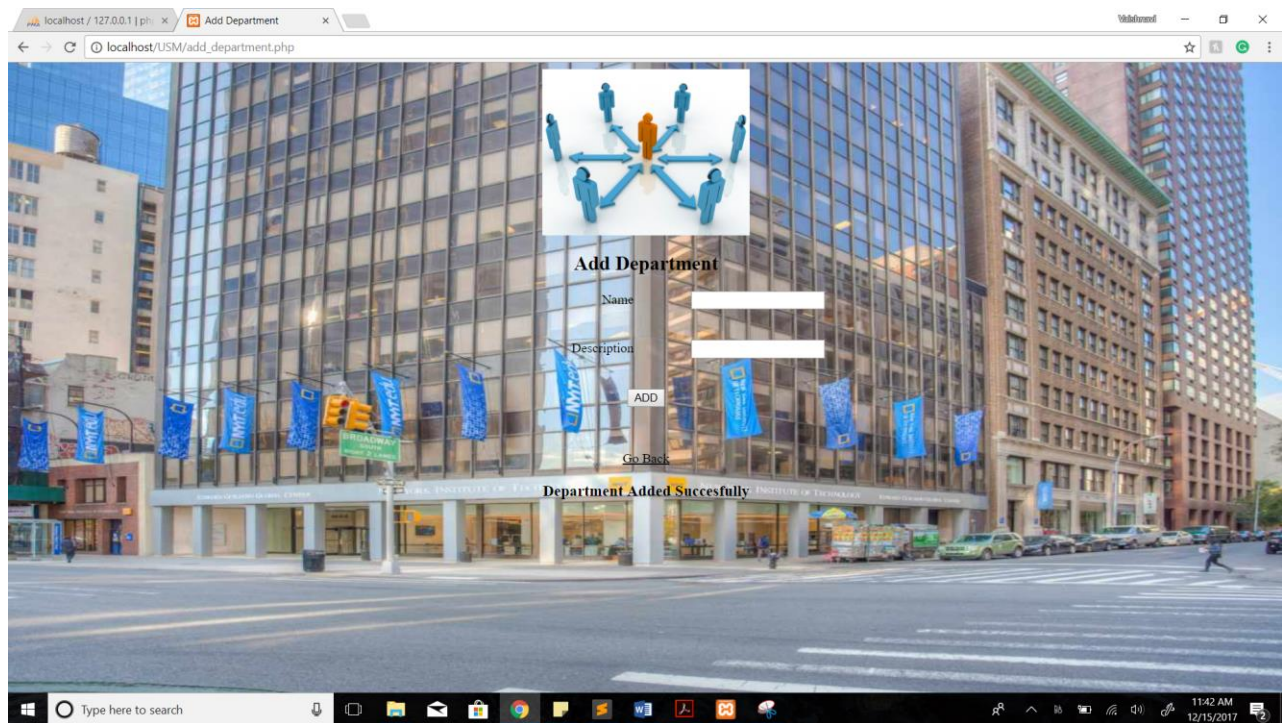 localhost / 127.0.0.1 | ph
Add Department
localhost/USM/add_department.php
Add Department
Name
Description
ADD
Go Back
Department Added Succesfully
BROADWAY
Type here to search
11:42 AM
12/15/2017